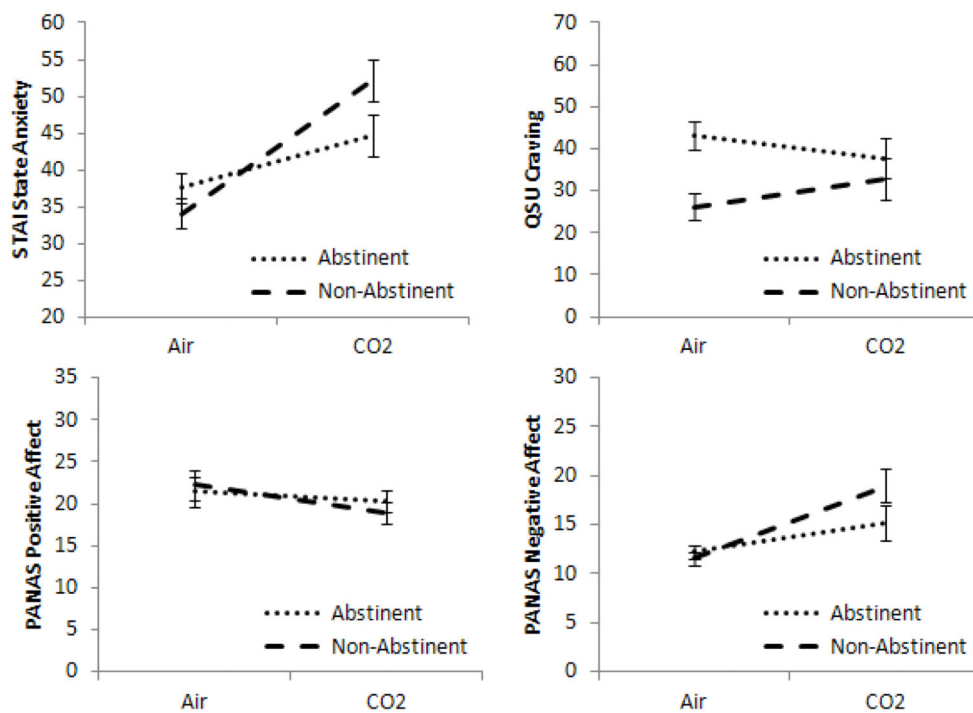 STAI State Anxiety
60
55
50
45
40
35
30
25
20
Abstinent
Non-Abstinent
Air CO2
QSU Craving
70
60
50
40
30
20
10
0
Abstinent
Non-Abstinent
Air CO2
PANAS Positive Affect
35
30
25
20
15
10
5
0
Abstinent
Non-Abstinent
Air CO2
PANAS Negative Affect
30
25
20
15
10
5
0
Abstinent
Non-Abstinent
Air CO2